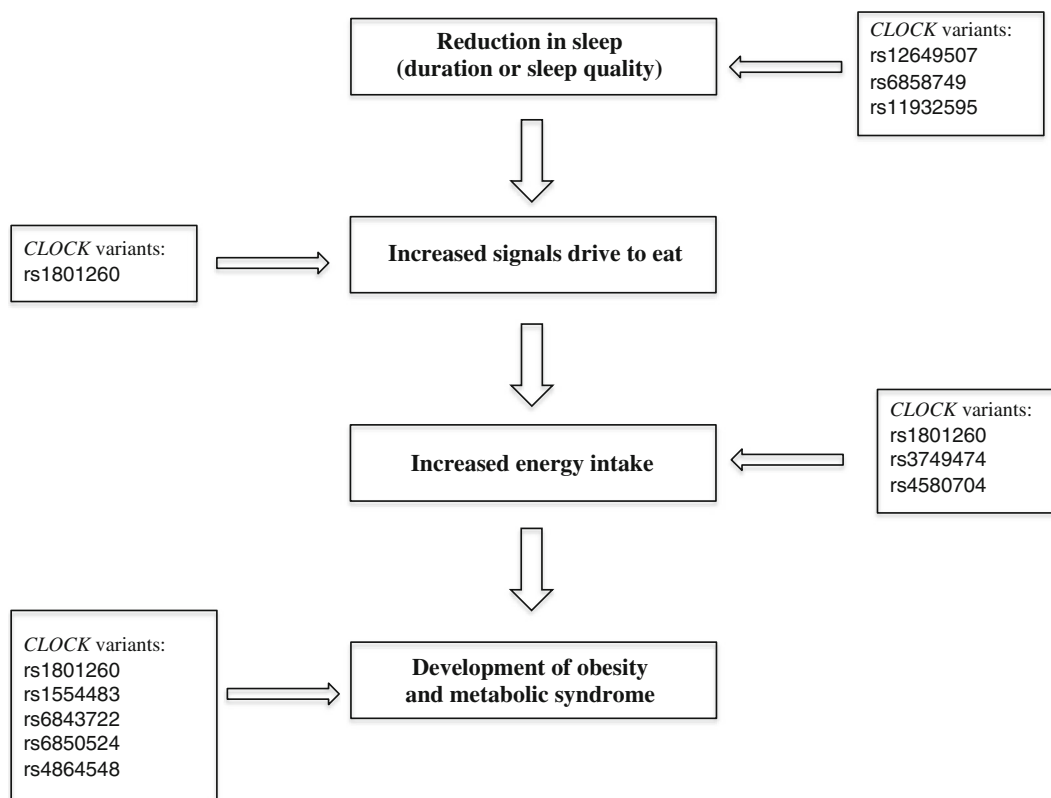 Reduction in sleep
(duration or sleep quality)
CLOCK variants:
rs12649507
rs6858749
rs11932595
CLOCK variants:
rs1801260
Increased signals drive to eat
Increased energy intake
CLOCK variants:
rs1801260
rs3749474
rs4580704
CLOCK variants:
rs1801260
rs1554483
rs6843722
rs6850524
rs4864548
Development of obesity
and metabolic syndrome